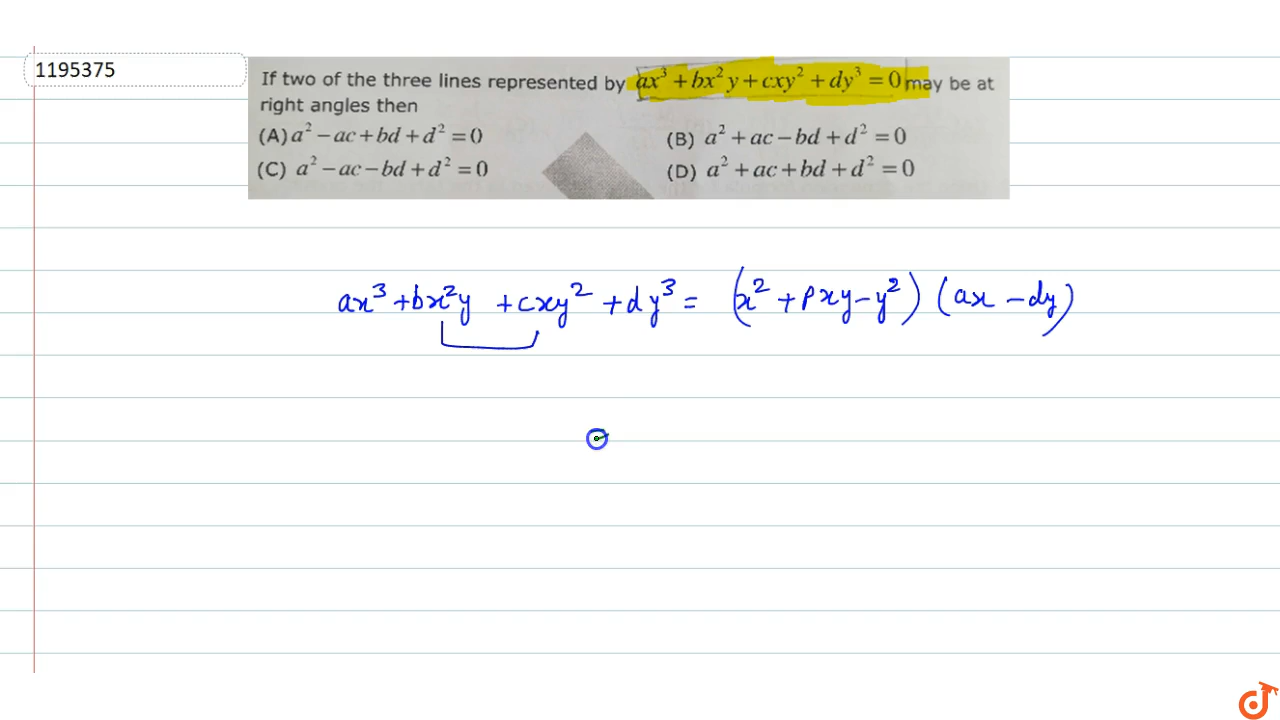 1195375
If two of the three lines represented by ax³ + bx²y + cxy² + dy³ = 0 may be at
right angles then
(A) a² − ac + bd + d² = 0 (B) a² + ac − bd + d² = 0
(C) a² − ac − bd + d² = 0 (D) a² + ac + bd + d² = 0
ax³ + bx²y + cxy² + dy³ = (x² + pxy − y²) (ax − dy)